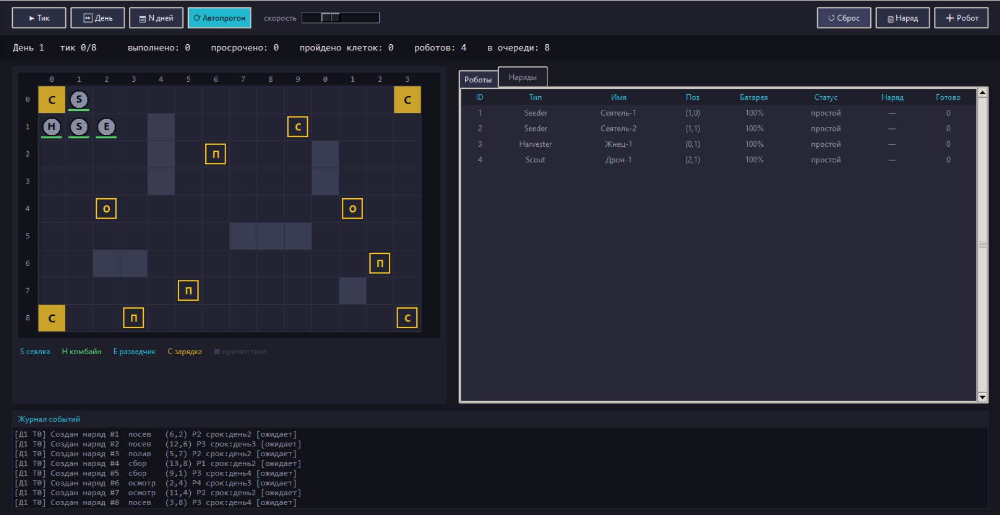 ► Тик День N дней Автопрогон скорость Сброс Наряд + Робот
День 1 тик 0/8 выполнено: 0 просрочено: 0 пройдено клеток: 0 роботов: 4 в очереди: 8
0 1 2 3 4 5 6 7 8 9 0 1 2 3
0 C S C
1 H S E С
2 П
3
4 О О
5
6 П
7 П
8 C П С
S сеялка H комбайн E разведчик C зарядка ■ препятствие
Роботы Наряды
ID Тип Имя Поз Батарея Статус Наряд Готово
1 Seeder Сеятель-1 (1,0) 100% простой — 0
2 Seeder Сеятель-2 (1,1) 100% простой — 0
3 Harvester Жнец-1 (0,1) 100% простой — 0
4 Scout Дрон-1 (2,1) 100% простой — 0
Журнал событий
[Д1 Т0] Создан наряд #1 посев (6,2) P2 срок:день2 [ожидает]
[Д1 Т0] Создан наряд #2 посев (12,6) P3 срок:день3 [ожидает]
[Д1 Т0] Создан наряд #3 полив (5,7) P2 срок:день2 [ожидает]
[Д1 Т0] Создан наряд #4 сбор (13,8) P1 срок:день2 [ожидает]
[Д1 Т0] Создан наряд #5 сбор (9,1) P3 срок:день4 [ожидает]
[Д1 Т0] Создан наряд #6 осмотр (2,4) P4 срок:день3 [ожидает]
[Д1 Т0] Создан наряд #7 осмотр (11,4) P2 срок:день2 [ожидает]
[Д1 Т0] Создан наряд #8 посев (3,8) P3 срок:день4 [ожидает]